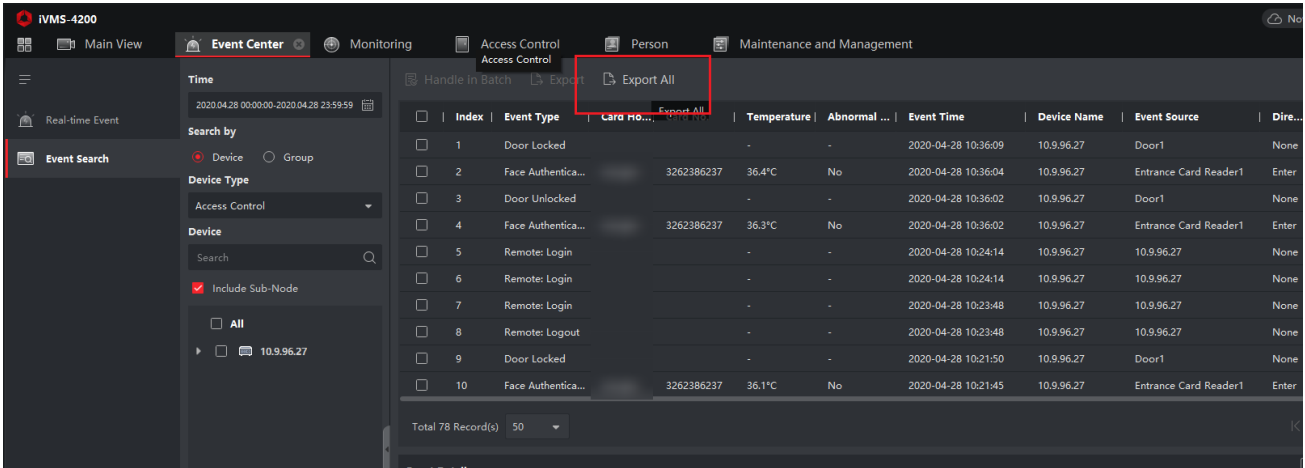 iVMS-4200
No
Main View
Event Center
Monitoring
Access Control
Person
Maintenance and Management
Access Control
Time
2020.04.28 00:00:00-2020.04.28 23:59:59
Search by
Device Group
Device Type
Access Control
Device
Search
Include Sub-Node
All
10.9.96.27
Real-time Event
Event Search
Handle in Batch Export Export All
Export All
Index Event Type Card Ho... Temperature Abnormal ... Event Time Device Name Event Source Dire...
1 Door Locked - - 2020-04-28 10:36:09 10.9.96.27 Door1 None
2 Face Authentica... 3262386237 36.4°C No 2020-04-28 10:36:04 10.9.96.27 Entrance Card Reader1 Enter
3 Door Unlocked - - 2020-04-28 10:36:02 10.9.96.27 Door1 None
4 Face Authentica... 3262386237 36.3°C No 2020-04-28 10:36:02 10.9.96.27 Entrance Card Reader1 Enter
5 Remote: Login - - 2020-04-28 10:24:14 10.9.96.27 10.9.96.27 None
6 Remote: Login - - 2020-04-28 10:24:14 10.9.96.27 10.9.96.27 None
7 Remote: Login - - 2020-04-28 10:23:48 10.9.96.27 10.9.96.27 None
8 Remote: Logout - - 2020-04-28 10:23:48 10.9.96.27 10.9.96.27 None
9 Door Locked - - 2020-04-28 10:21:50 10.9.96.27 Door1 None
10 Face Authentica... 3262386237 36.1°C No 2020-04-28 10:21:45 10.9.96.27 Entrance Card Reader1 Enter
Total 78 Record(s) 50